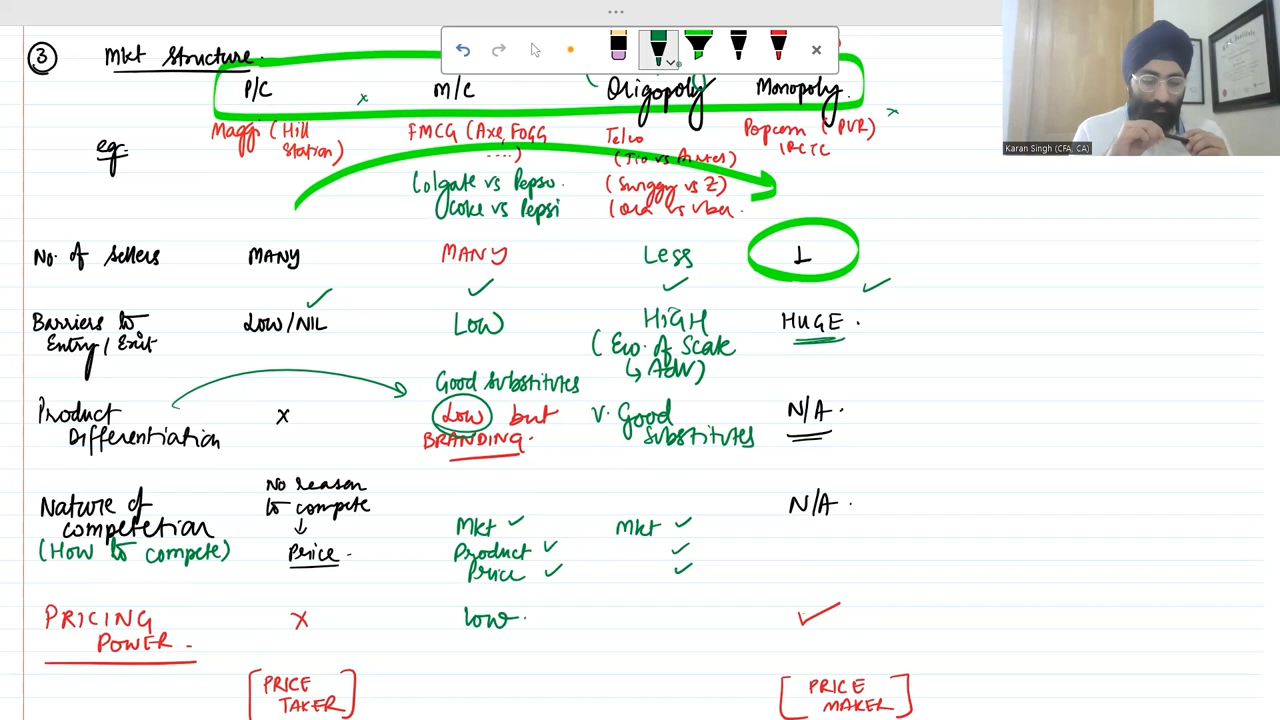 ③ Mkt Structure.
P/C M/C Oligopoly Monopoly.
eg. Maggi (Hill Station) FMCG (Axe, FOGG ....) Telco (Jio vs Airtel) Popcorn (PVR) IRCTC
Colgate vs Pepso. (Swiggy vs Z)
Coke vs Pepsi (Ola vs Uber.
No. of Sellers MANY MANY Less 1
Barriers to Entry/Exit Low/NIL Low HIGH HUGE.
(Eco. of Scale
↳ Adv)
Good substitutes
Product Differentiation x Low but BRANDING. V. Good substitutes N/A.
Nature of competetion No reason to compete N/A.
(How to compete) ↓ Price. Mkt ✓ Product ✓ Price ✓ Mkt ✓ ✓ ✓
PRICING POWER. x low. ✓
[PRICE TAKER] [PRICE MAKER]
Karan Singh (CFA, CA)